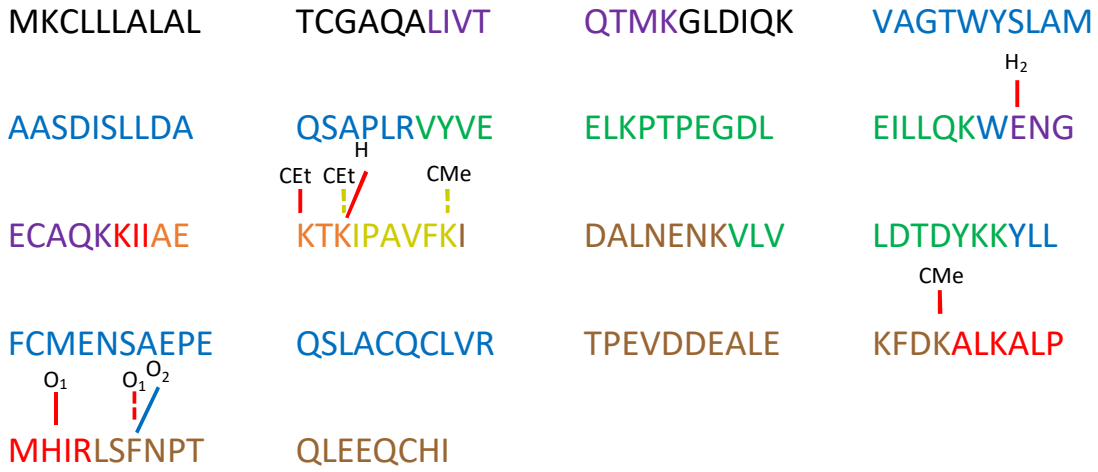 MKCLLLALAL TCGAQALIVT QTMKGLDIQK VAGTWYSLAM
H2
AASDISLLDA QSAPLRVYVE ELKPTPEGDL EILLQKWENG
H
CEt CEt CMe
ECAQKKIIAE KTKIPAVFKI DALNENKVLV LDTDYKKYLL
CMe
FCMENSAEPE QSLACQCLVR TPEVDDEALE KFDKALKALP
O1 O1 O2
MHIRLSFNPT QLEEQCHI